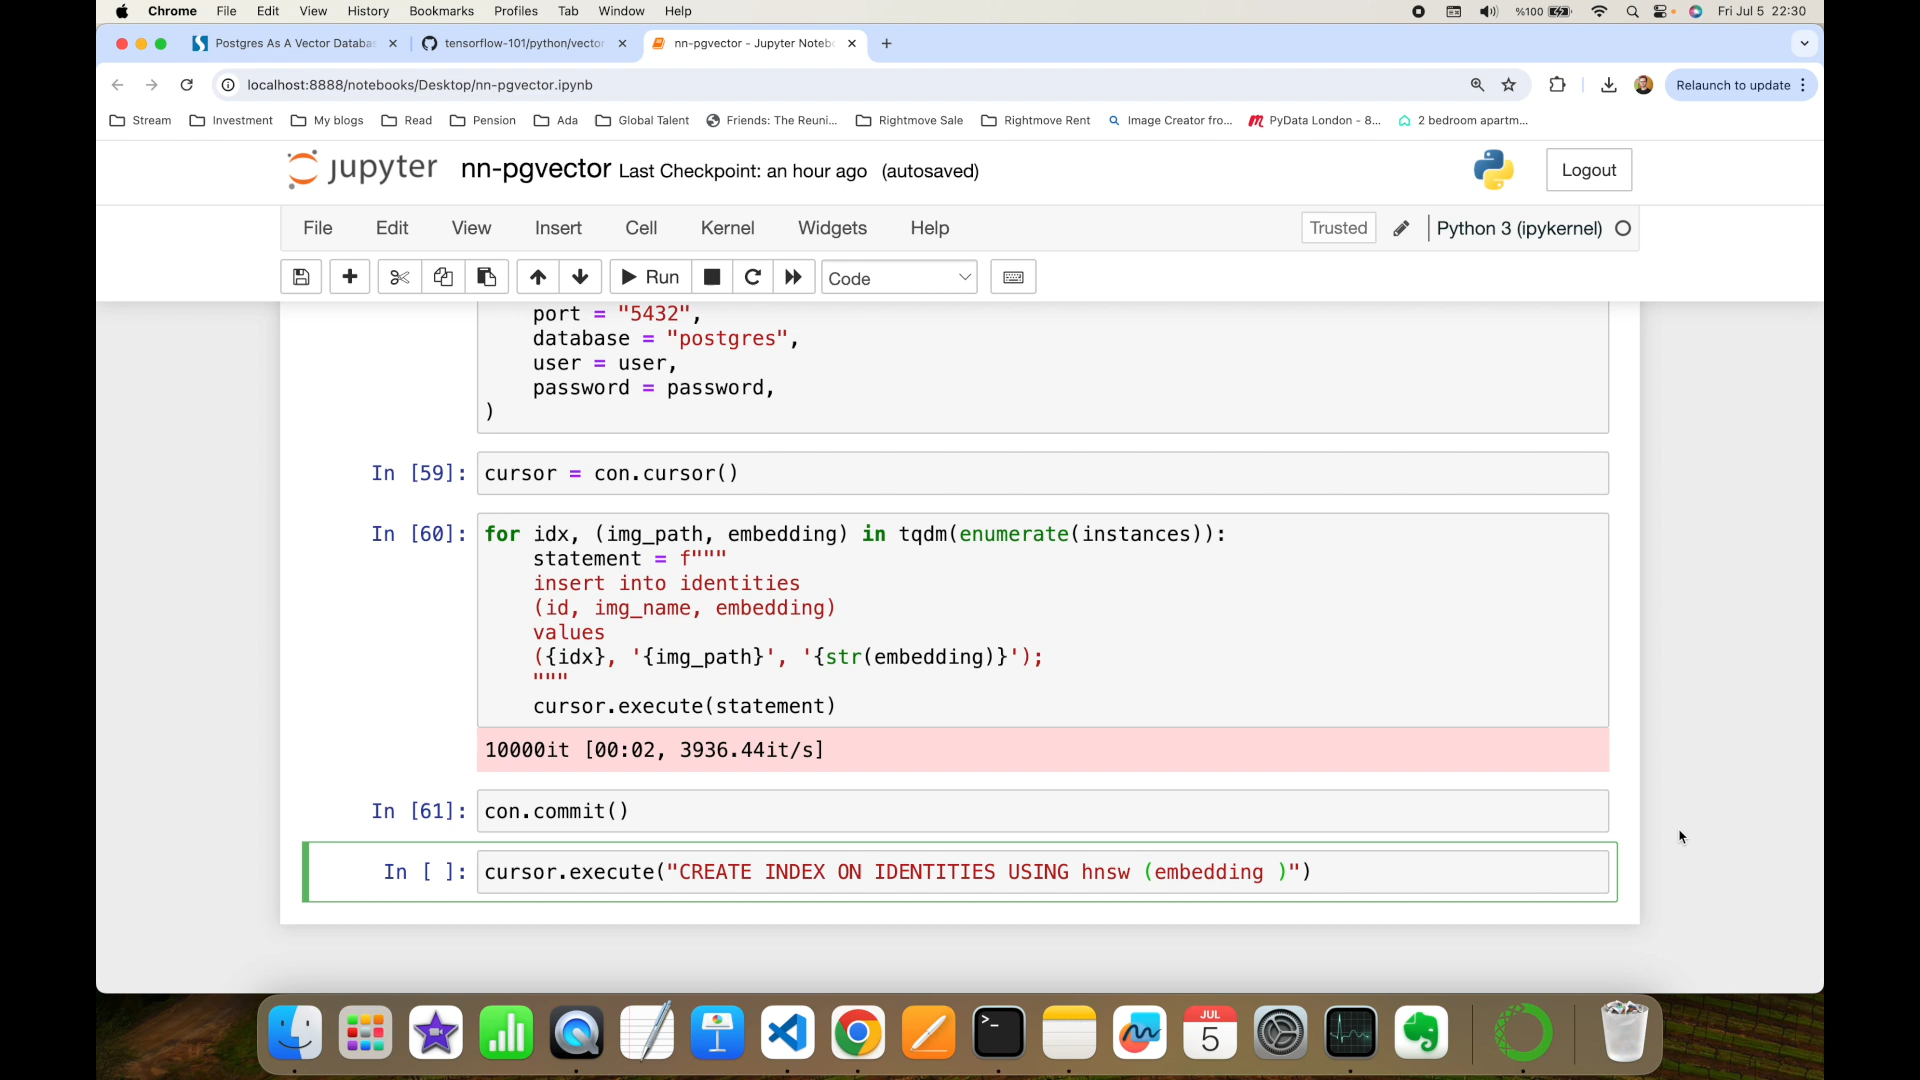 Chrome File Edit View History Bookmarks Profiles Tab Window Help %100 Fri Jul 5 22:30
Postgres As A Vector Databas tensorflow-101/python/vector nn-pgvector - Jupyter Noteb
localhost:8888/notebooks/Desktop/nn-pgvector.ipynb Relaunch to update
Stream Investment My blogs Read Pension Ada Global Talent Friends: The Reuni... Rightmove Sale Rightmove Rent Image Creator fro... PyData London - 8... 2 bedroom apartm...
jupyter nn-pgvector Last Checkpoint: an hour ago (autosaved) Logout
File Edit View Insert Cell Kernel Widgets Help Trusted Python 3 (ipykernel)
Run Code
port = "5432",
database = "postgres",
user = user,
password = password,
)
In [59]: cursor = con.cursor()
In [60]: for idx, (img_path, embedding) in tqdm(enumerate(instances)):
statement = f"""
insert into identities
(id, img_name, embedding)
values
({idx}, '{img_path}', '{str(embedding)}');
"""
cursor.execute(statement)
10000it [00:02, 3936.44it/s]
In [61]: con.commit()
In [ ]: cursor.execute("CREATE INDEX ON IDENTITIES USING hnsw (embedding )")
JUL
5